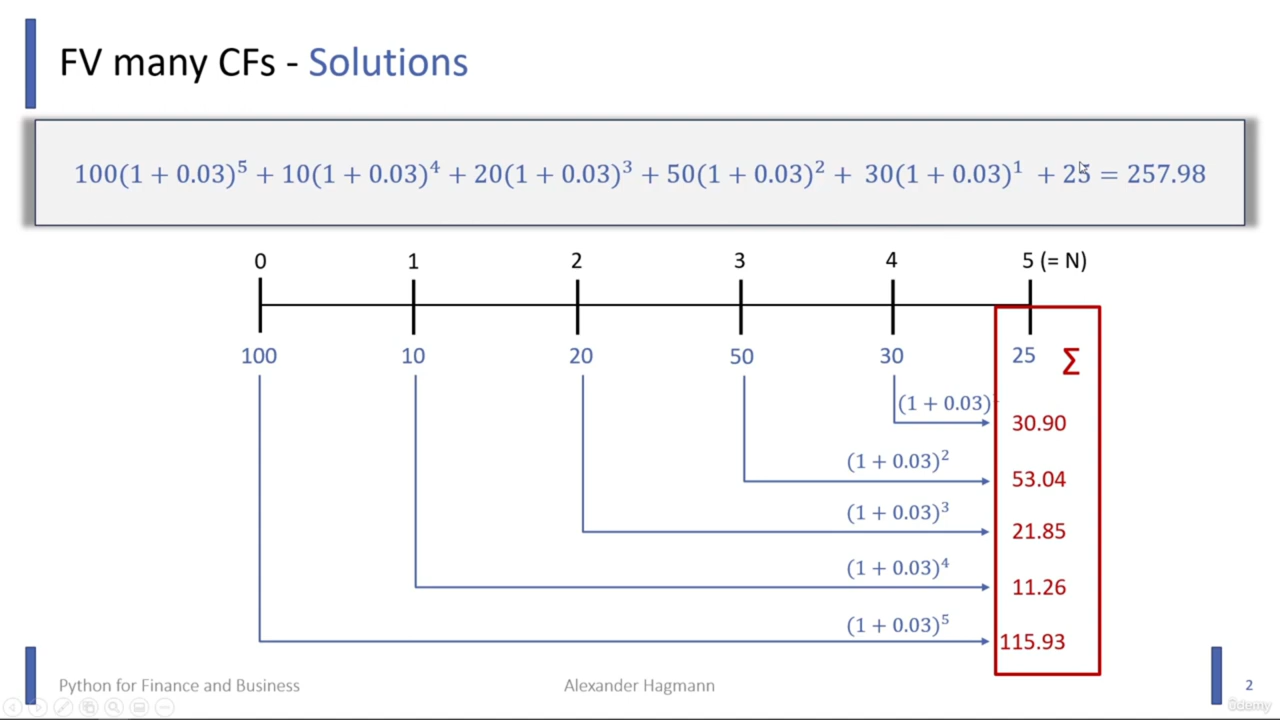 FV many CFs - Solutions
100(1 + 0.03)⁵ + 10(1 + 0.03)⁴ + 20(1 + 0.03)³ + 50(1 + 0.03)² + 30(1 + 0.03)¹ + 25 = 257.98
0 1 2 3 4 5 (= N)
100 10 20 50 30 25 Σ
(1 + 0.03) 30.90
(1 + 0.03)² 53.04
(1 + 0.03)³ 21.85
(1 + 0.03)⁴ 11.26
(1 + 0.03)⁵ 115.93
Python for Finance and Business Alexander Hagmann 2
ûdemy